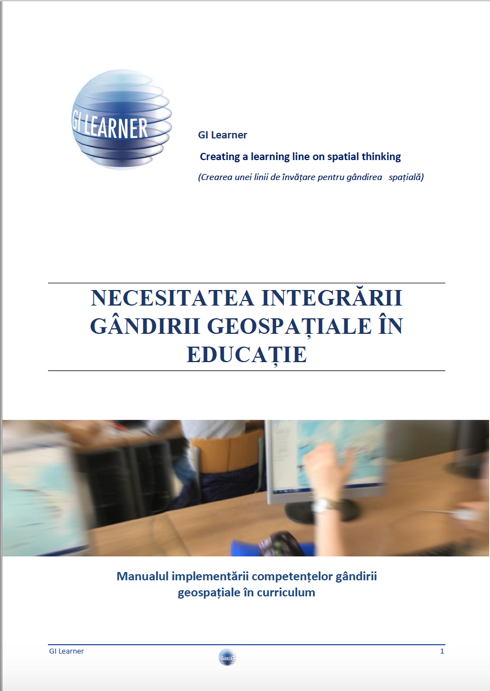 GI LEARNER
GI Learner
Creating a learning line on spatial thinking
(Crearea unei linii de învățare pentru gândirea spațială)
NECESITATEA INTEGRĂRII
GÂNDIRII GEOSPAȚIALE ÎN
EDUCAȚIE
Manualul implementării competențelor gândirii
geospațiale în curriculum
GI Learner
1